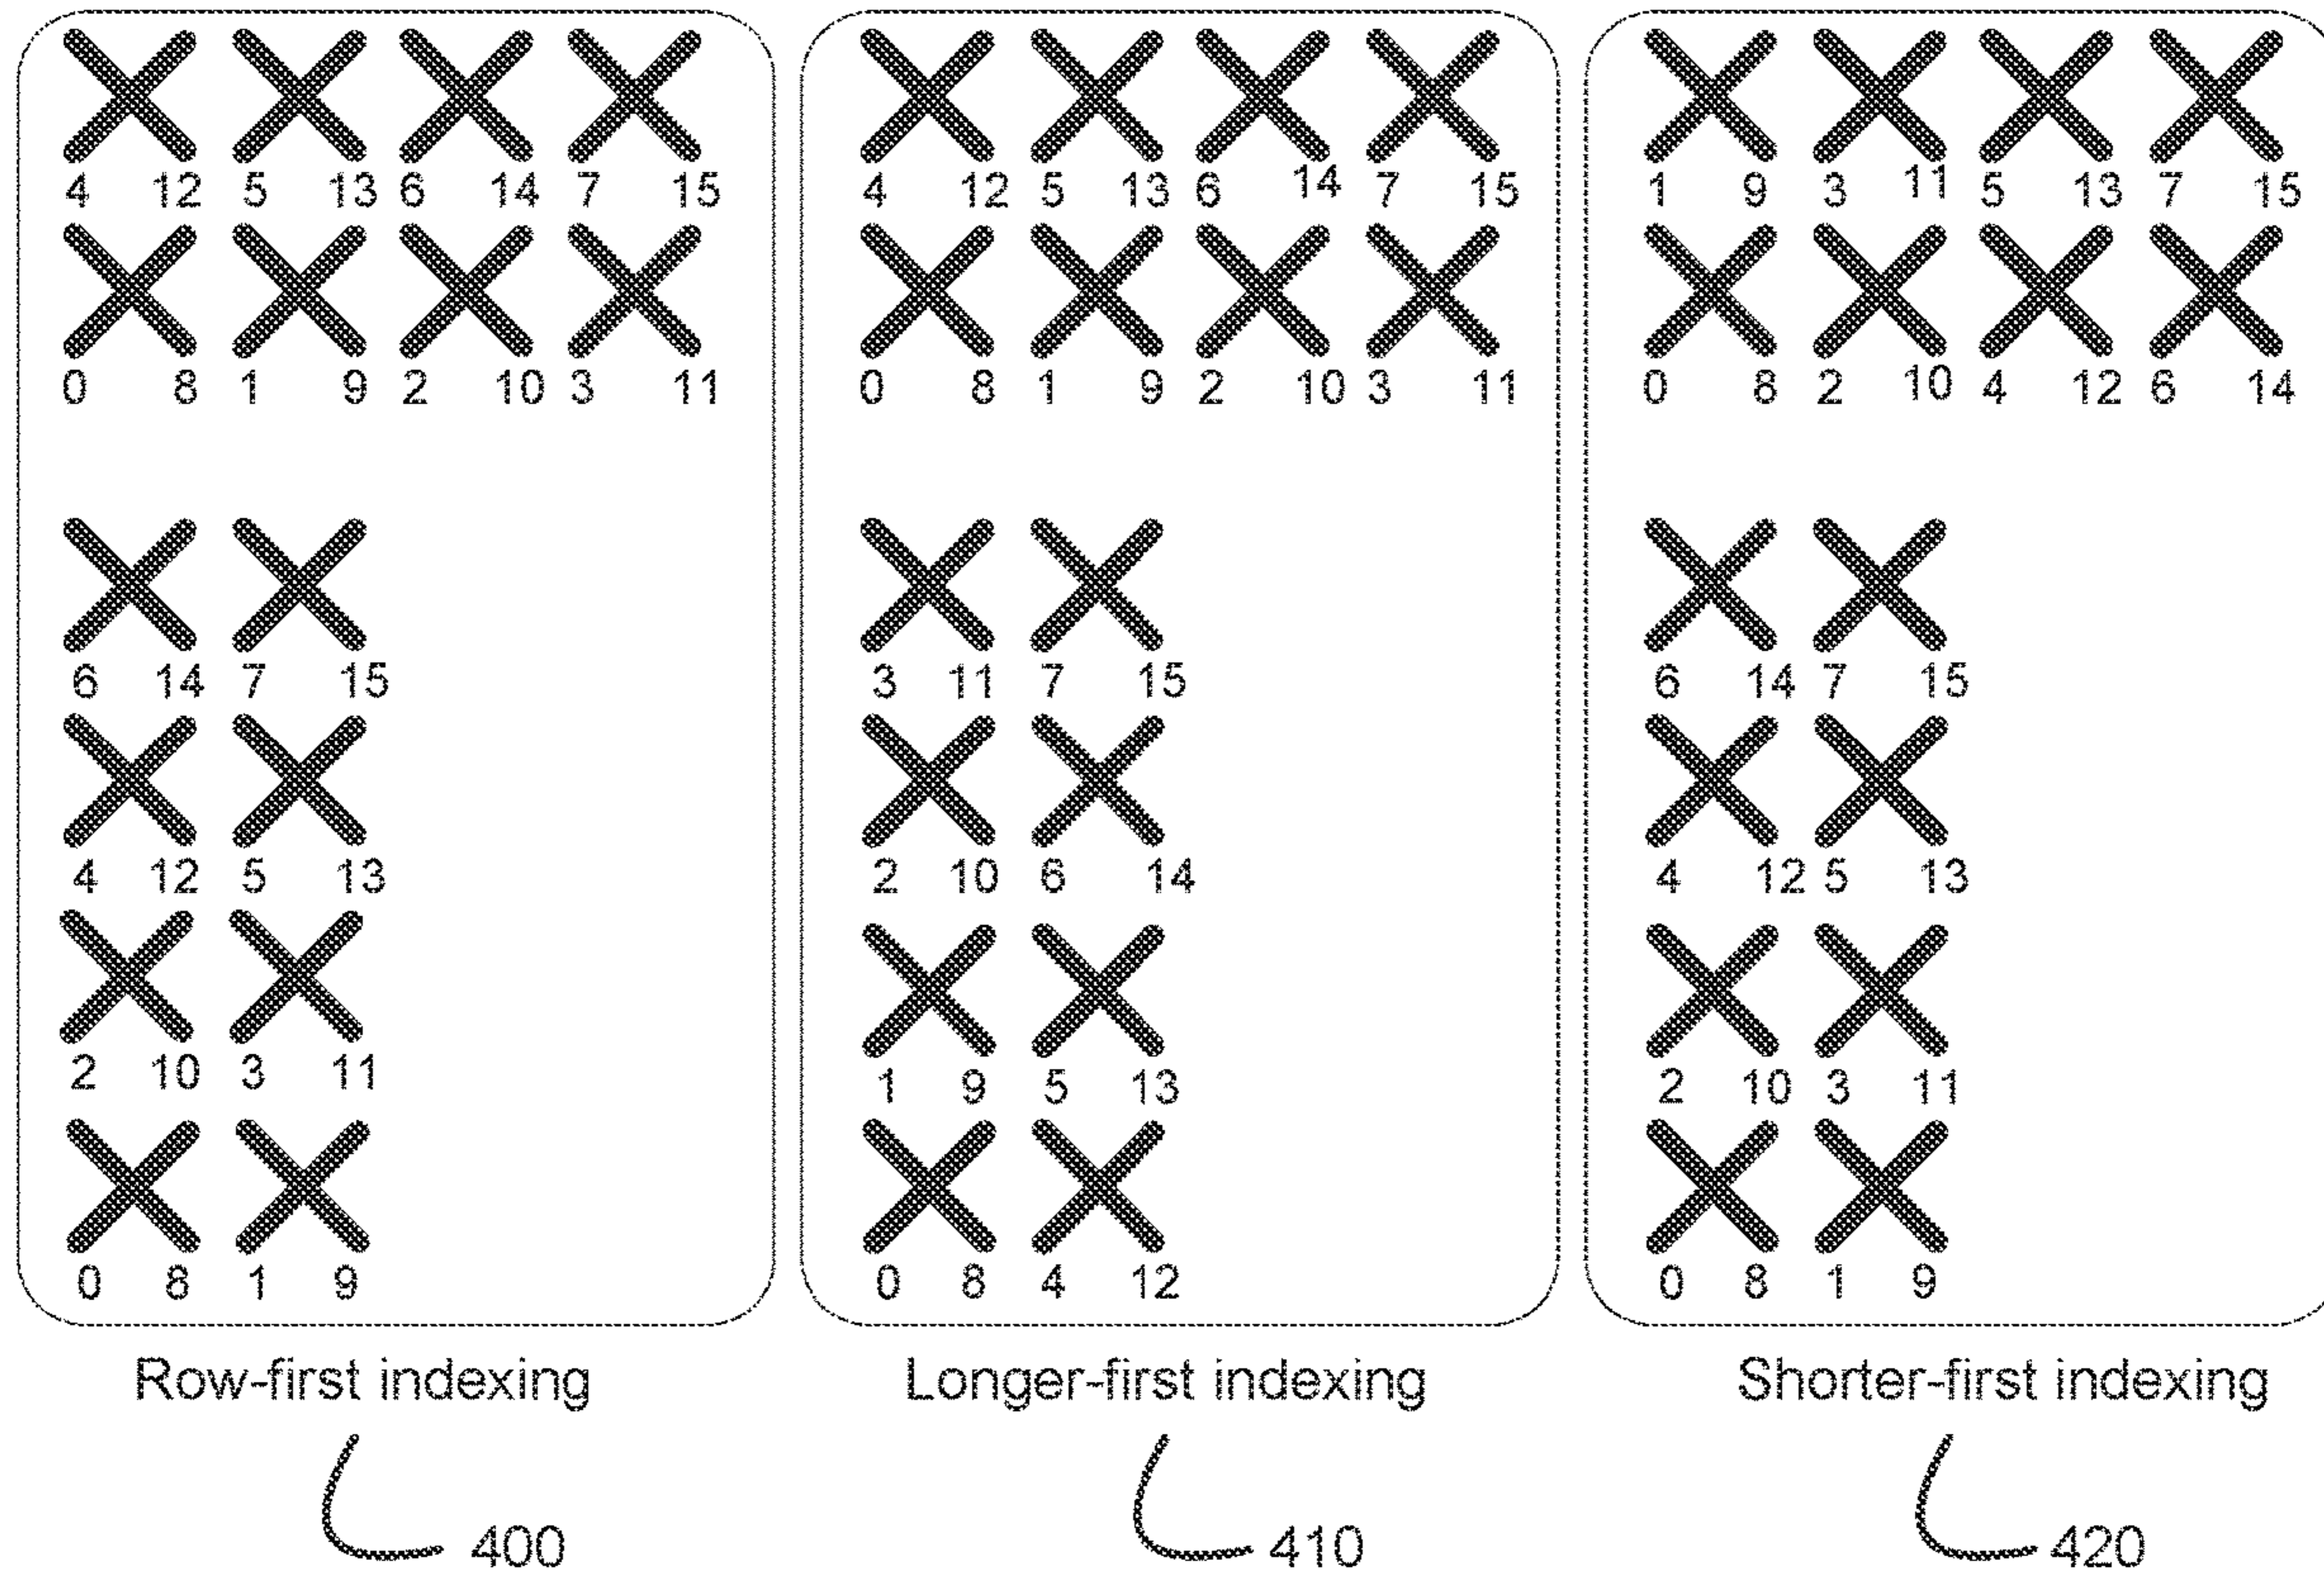 4 12 5 13 6 14 7 15
0 8 1 9 2 10 3 11
6 14 7 15
4 12 5 13
2 10 3 11
0 8 1 9
Row-first indexing
400
4 12 5 13 6 14 7 15
0 8 1 9 2 10 3 11
3 11 7 15
2 10 6 14
1 9 5 13
0 8 4 12
Longer-first indexing
410
1 9 3 11 5 13 7 15
0 8 2 10 4 12 6 14
6 14 7 15
4 12 5 13
2 10 3 11
0 8 1 9
Shorter-first indexing
420